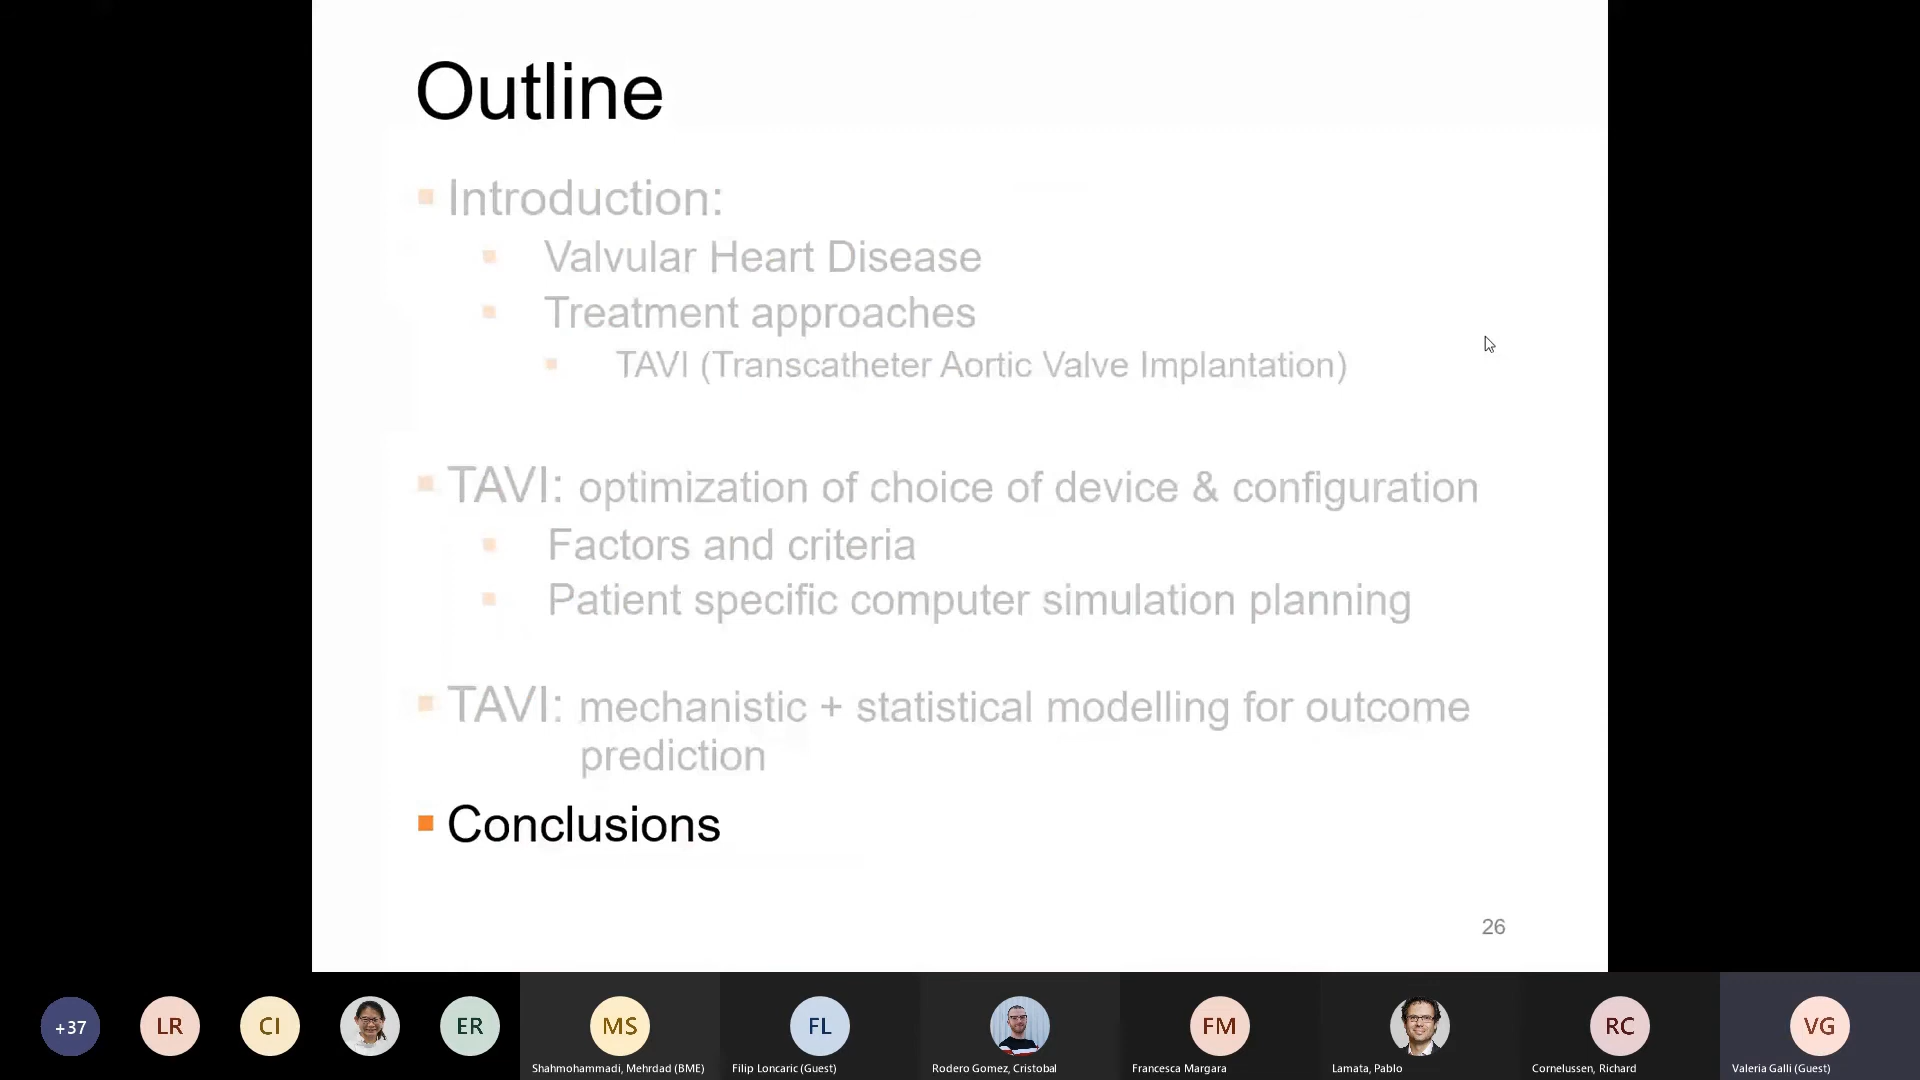 Outline
Introduction:
Valvular Heart Disease
Treatment approaches
TAVI (Transcatheter Aortic Valve Implantation)
TAVI: optimization of choice of device & configuration
Factors and criteria
Patient specific computer simulation planning
TAVI: mechanistic + statistical modelling for outcome
prediction
Conclusions
26
+37
LR
CI
ER
MS
FL
FM
RC
VG
Shahmohammadi, Mehrdad (BME)
Filip Loncaric (Guest)
Rodero Gomez, Cristobal
Francesca Margara
Lamata, Pablo
Cornelussen, Richard
Valeria Galli (Guest)